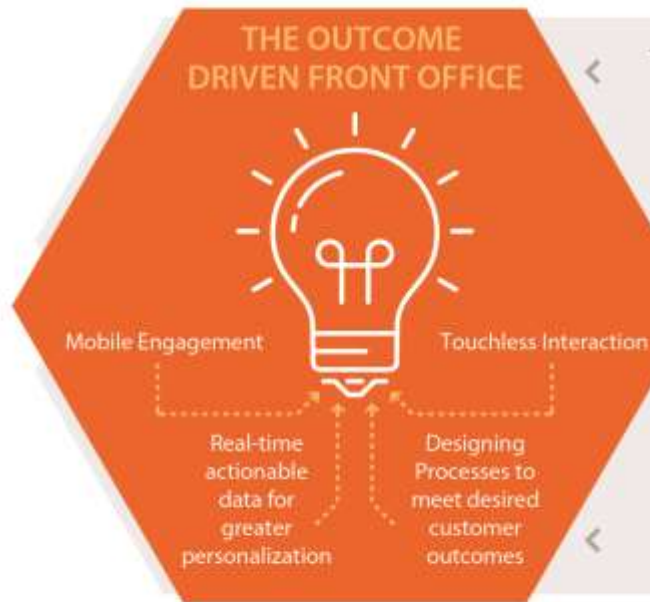 THE OUTCOME
DRIVEN FRONT OFFICE
Mobile Engagement
Touchless Interaction
Real-time
actionable
data for
greater
personalization
Designing
Processes to
meet desired
customer
outcomes